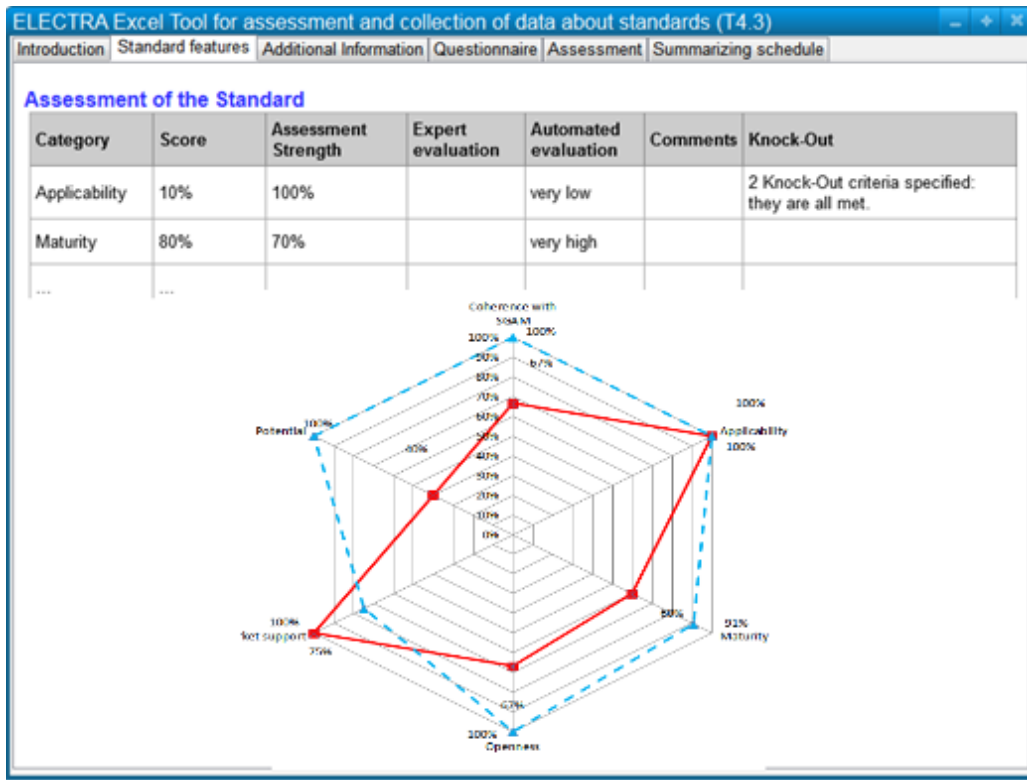 ELECTRA Excel Tool for assessment and collection of data about standards (T4.3)
Introduction Standard features Additional Information Questionnaire Assessment Summarizing schedule
Assessment of the Standard
Category Score Assessment Strength Expert evaluation Automated evaluation Comments Knock-Out
Applicability 10% 100% very low 2 Knock-Out criteria specified: they are all met.
Maturity 80% 70% very high
... ...
Coherence with
SGAM
100%
100%
90%
67%
80%
70%
60%
50%
40%
30%
20%
10%
0%
100%
Applicability
100%
Potential
100%
40%
60%
91%
Maturity
100%
ket support
75%
67%
100%
Openness